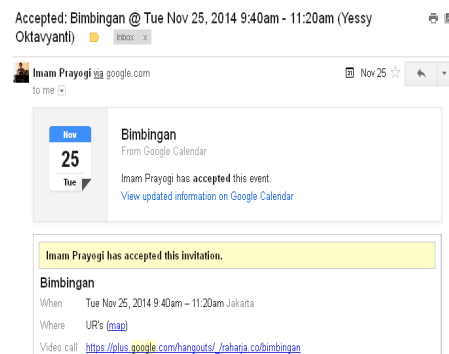 Accepted: Bimbingan @ Tue Nov 25, 2014 9:40am - 11:20am (Yessy
Oktavyanti) Inbox x
Imam Prayogi via google.com Nov 25
to me
Nov
25
Tue
Bimbingan
From Google Calendar
Imam Prayogi has accepted this event.
View updated information on Google Calendar
Imam Prayogi has accepted this invitation.
Bimbingan
When Tue Nov 25, 2014 9:40am – 11:20am Jakarta
Where UR's (map)
Video call https://plus.google.com/hangouts/_/raharja.co/bimbingan